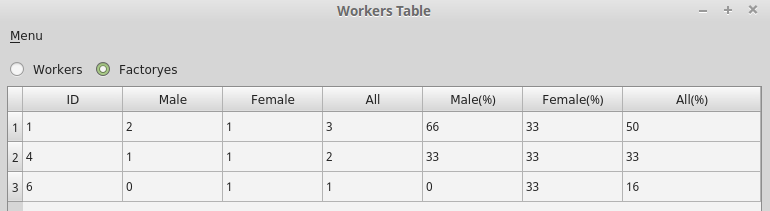 Workers Table
Menu
Workers Factoryes
ID Male Female All Male(%) Female(%) All(%)
1 1 2 1 3 66 33 50
2 4 1 1 2 33 33 33
3 6 0 1 1 0 33 16